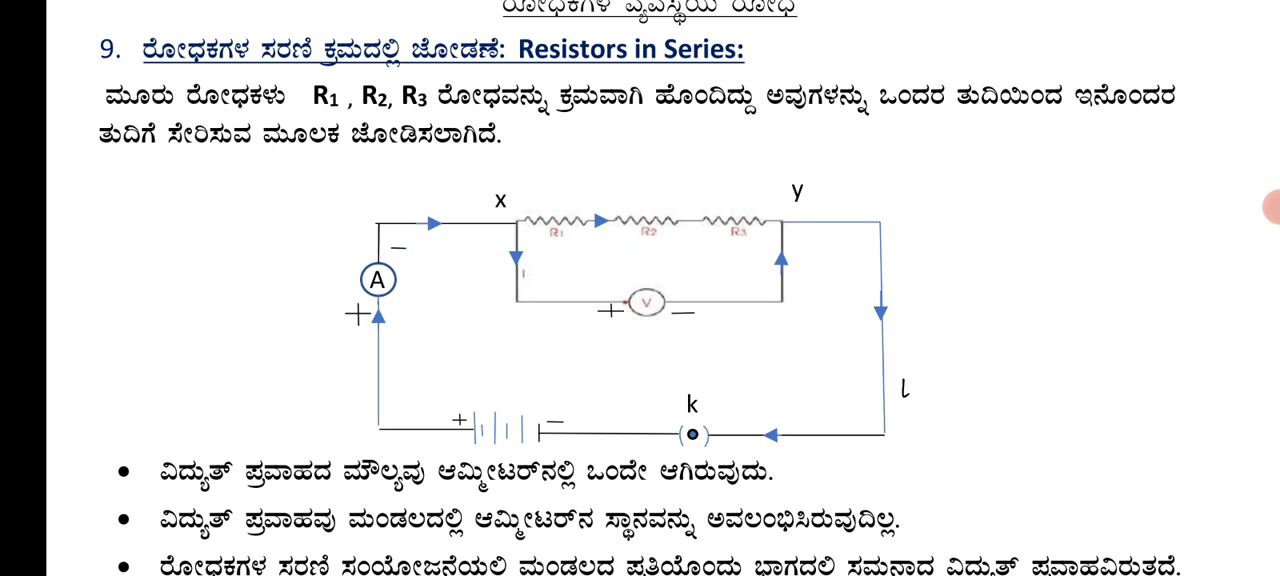 ರೋಧಕಗಳ ವ್ಯವಸ್ಥೆಯ ರೋಧ
9. ರೋಧಕಗಳ ಸರಣಿ ಕ್ರಮದಲ್ಲಿ ಜೋಡಣೆ: Resistors in Series:
ಮೂರು ರೋಧಕಳು R1 , R2, R3 ರೋಧವನ್ನು ಕ್ರಮವಾಗಿ ಹೊಂದಿದ್ದು ಅವುಗಳನ್ನು ಒಂದರ ತುದಿಯಿಂದ ಇನೊಂದರ
ತುದಿಗೆ ಸೇರಿಸುವ ಮೂಲಕ ಜೋಡಿಸಲಾಗಿದೆ.
x y
R1 R2 R3
−
A
+ + V −
l
k
+ −
• ವಿದ್ಯುತ್ ಪ್ರವಾಹದ ಮೌಲ್ಯವು ಆಮ್ಮೀಟರ್‌ನಲ್ಲಿ ಒಂದೇ ಆಗಿರುವುದು.
• ವಿದ್ಯುತ್ ಪ್ರವಾಹವು ಮಂಡಲದಲ್ಲಿ ಆಮ್ಮೀಟರ್‌ನ ಸ್ಥಾನವನ್ನು ಅವಲಂಭಿಸಿರುವುದಿಲ್ಲ.
• ರೋಧಕಗಳ ಸರಣಿ ಸಂಯೋಜನೆಯಲ್ಲಿ ಮಂಡಲದ ಪ್ರತಿಯೊಂದು ಭಾಗದಲ್ಲಿ ಸಮನಾದ ವಿದ್ಯುತ್ ಪ್ರವಾಹವಿರುತ್ತದೆ.